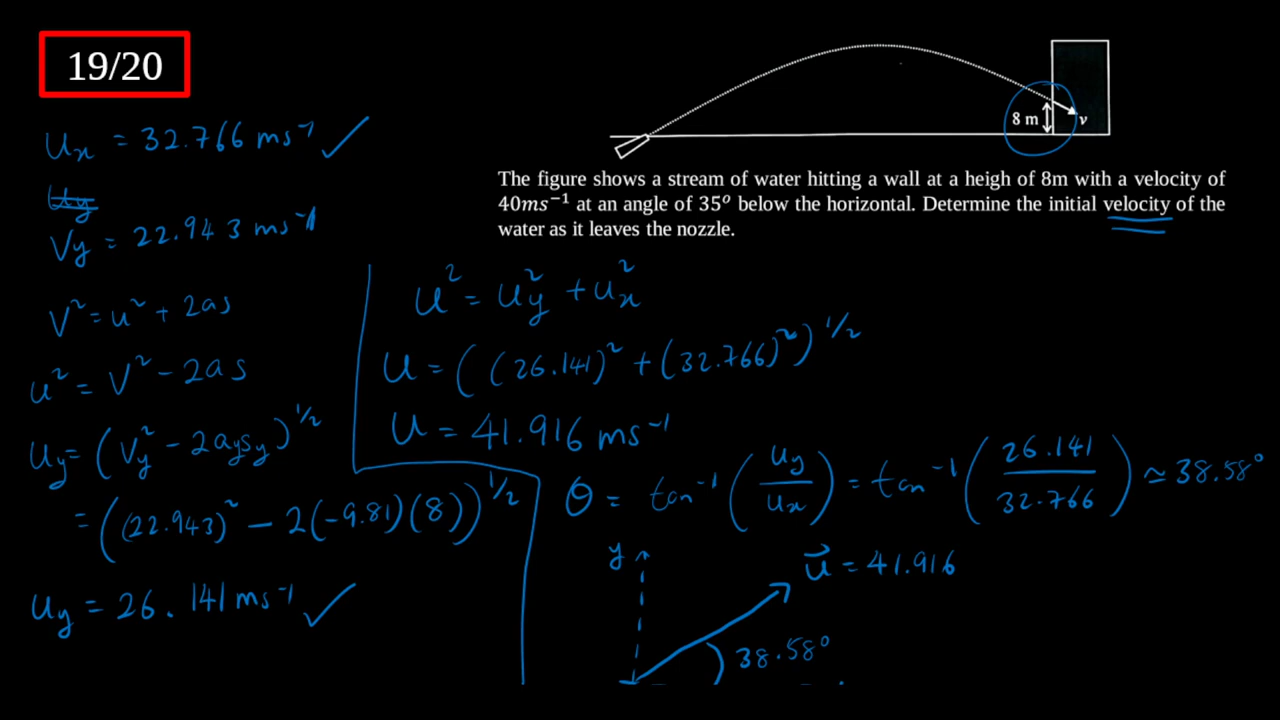 19/20
8 m
v
The figure shows a stream of water hitting a wall at a heigh of 8m with a velocity of
40ms⁻¹ at an angle of 35° below the horizontal. Determine the initial velocity of the
water as it leaves the nozzle.
Ux = 32.766 ms⁻¹ ✓
Uy
Vy = 22.943 ms⁻¹
V² = u² + 2as
u² = V² - 2as
Uy = (Vy² - 2aysy)^1/2
= ((22.943)² - 2(-9.81)(8))^1/2
Uy = 26.141 ms⁻¹ ✓
U² = Uy² + Ux²
U = ((26.141)² + (32.766)²)^1/2
U = 41.916 ms⁻¹
θ = tan⁻¹(uy/ux) = tan⁻¹(26.141/32.766) ≃ 38.58°
y
u⃗ = 41.916
38.58°